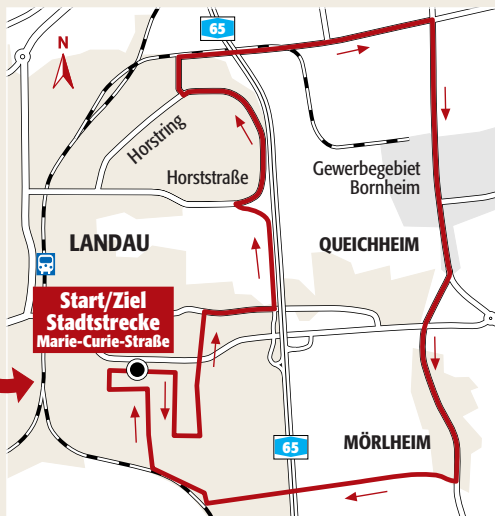 65
N
Horstring
Horststraße
Gewerbegebiet
Bornheim
LANDAU
QUEICHHEIM
Start/Ziel
Stadtstrecke
Marie-Curie-Straße
65
MÖRLHEIM